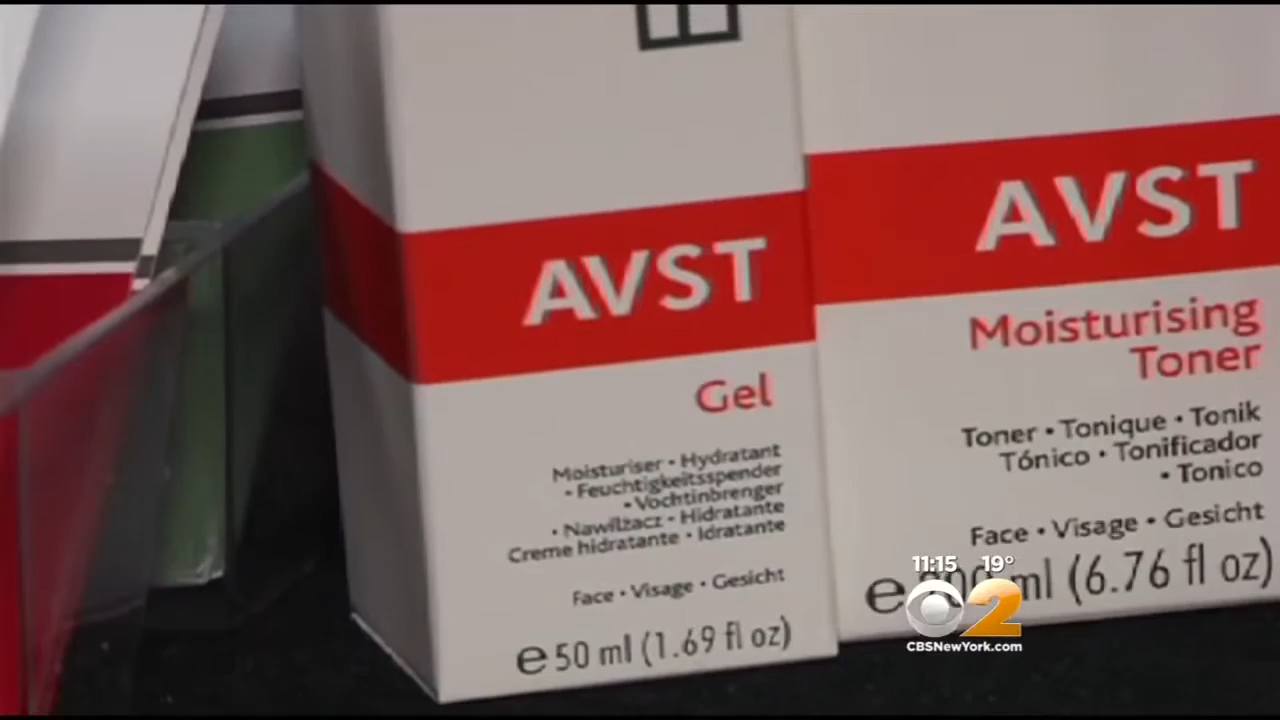 AVST
Gel
Moisturiser • Hydratant
• Feuchtigkeitsspender
• Vochtinbrenger
• Nawilżacz • Hidratante
Creme hidratante • Idratante
Face • Visage • Gesicht
e 50 ml (1.69 fl oz)
AVST
Moisturising
Toner
Toner • Tonique • Tonik
Tónico • Tonificador
• Tonico
Face • Visage • Gesicht
e 200 ml (6.76 fl oz)
11:15 19°
2
CBSNewYork.com